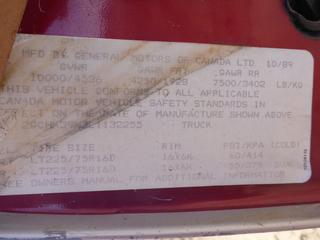 MFD BY GENERAL MOTORS OF CANADA LTD 10/89
GVWR GAWR FRT GAWR RR
10000/4536 4250/1928 7500/3402 LB/KG
THIS VEHICLE CONFORMS TO ALL APPLICABLE
CANADA MOTOR VEHICLE SAFETY STANDARDS IN
EFFECT ON THE DATE OF MANUFACTURE SHOWN ABOVE
TRUCK
TIRE SIZE RIM PSI/KPA (COLD)
LT225/75R16D 16X6K 60/414
LT225/75R16D 16X6K
SEE OWNERS MANUAL FOR ADDITIONAL INFORMATION